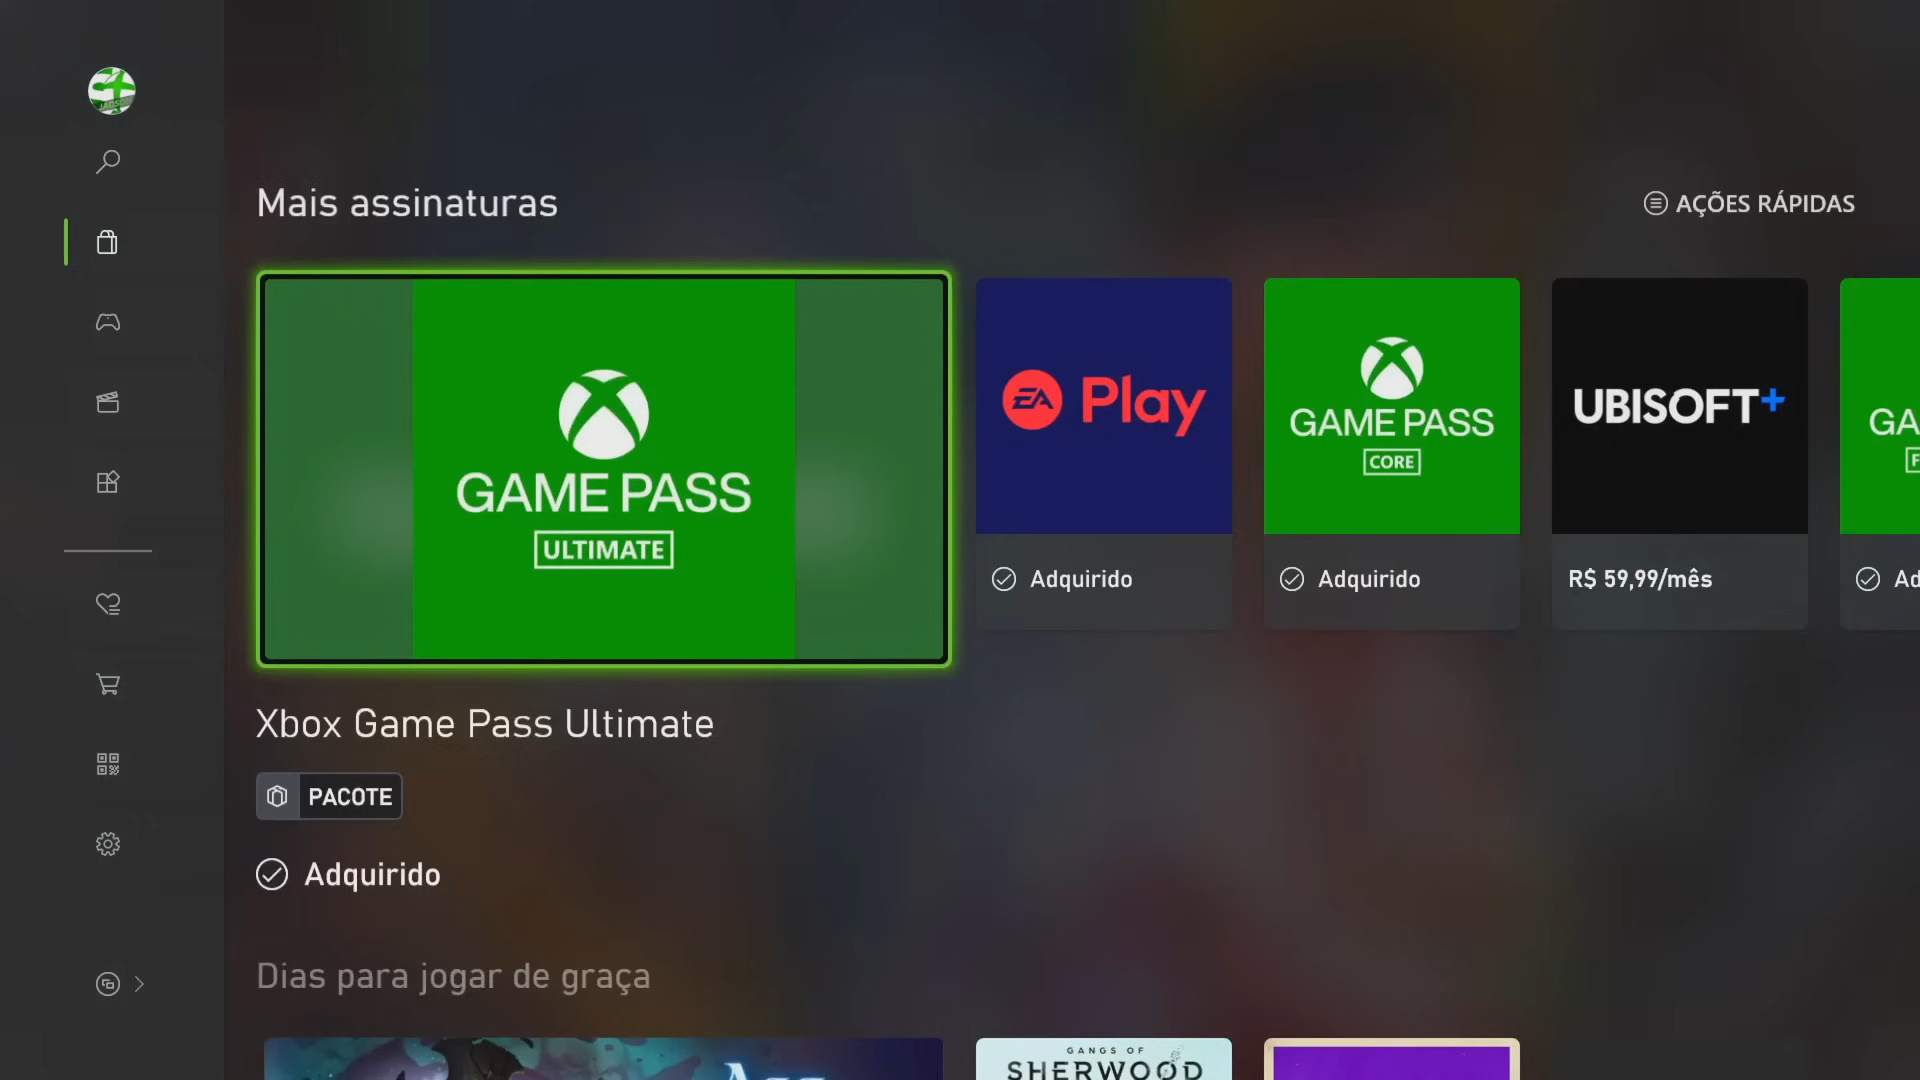 Mais assinaturas
AÇÕES RÁPIDAS
GAME PASS
ULTIMATE
EA Play
Adquirido
GAME PASS
CORE
Adquirido
UBISOFT+
R$ 59,99/mês
Xbox Game Pass Ultimate
PACOTE
Adquirido
Dias para jogar de graça
GANGS OF
SHERWOOD